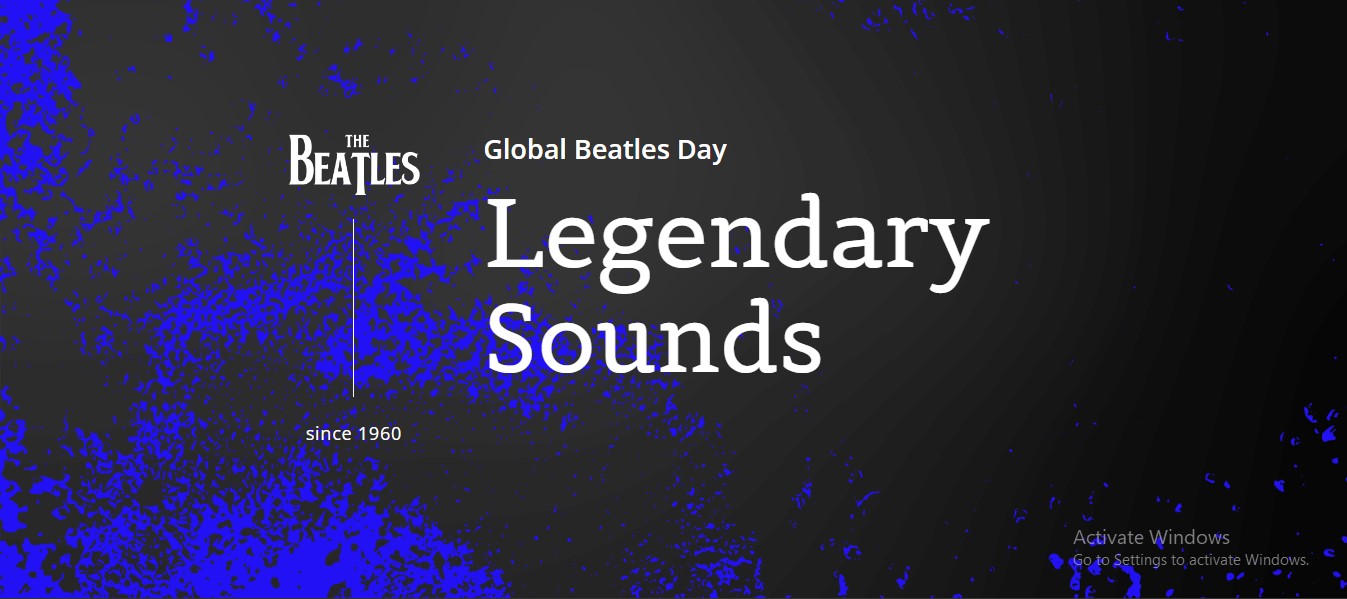 THE
BEATLES
Global Beatles Day
Legendary
Sounds
since 1960
Activate Windows
Go to Settings to activate Windows.